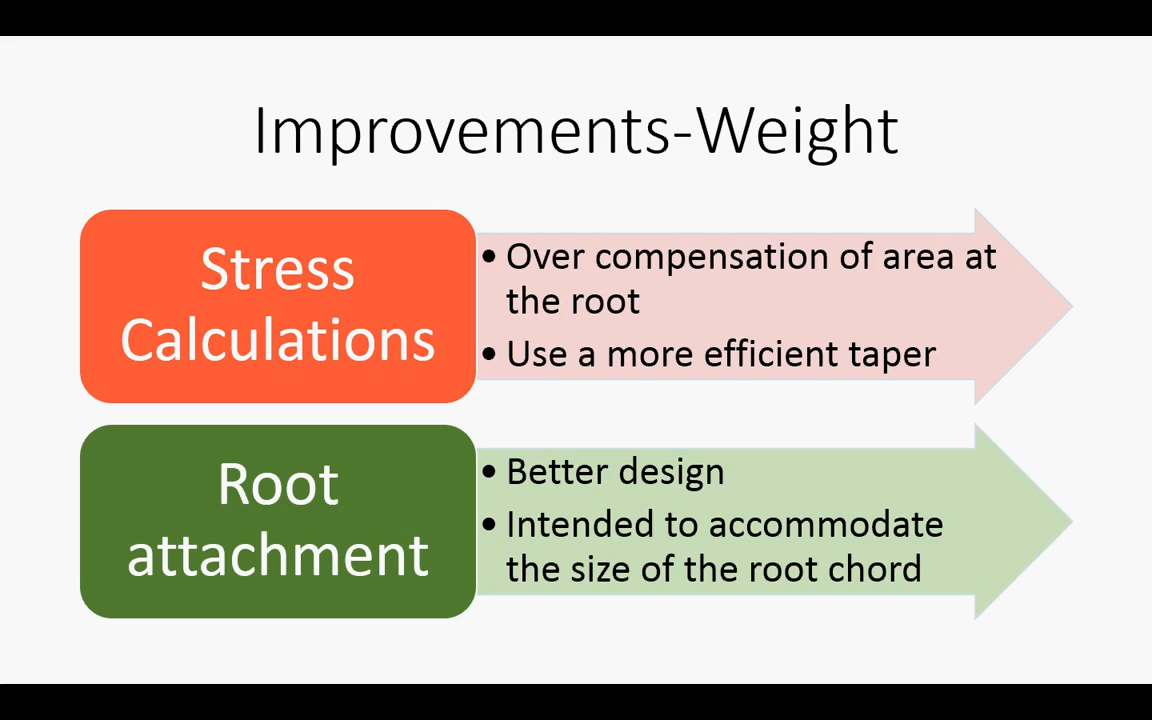 Improvements-Weight
Stress
Calculations
• Over compensation of area at
the root
• Use a more efficient taper
Root
attachment
• Better design
• Intended to accommodate
the size of the root chord